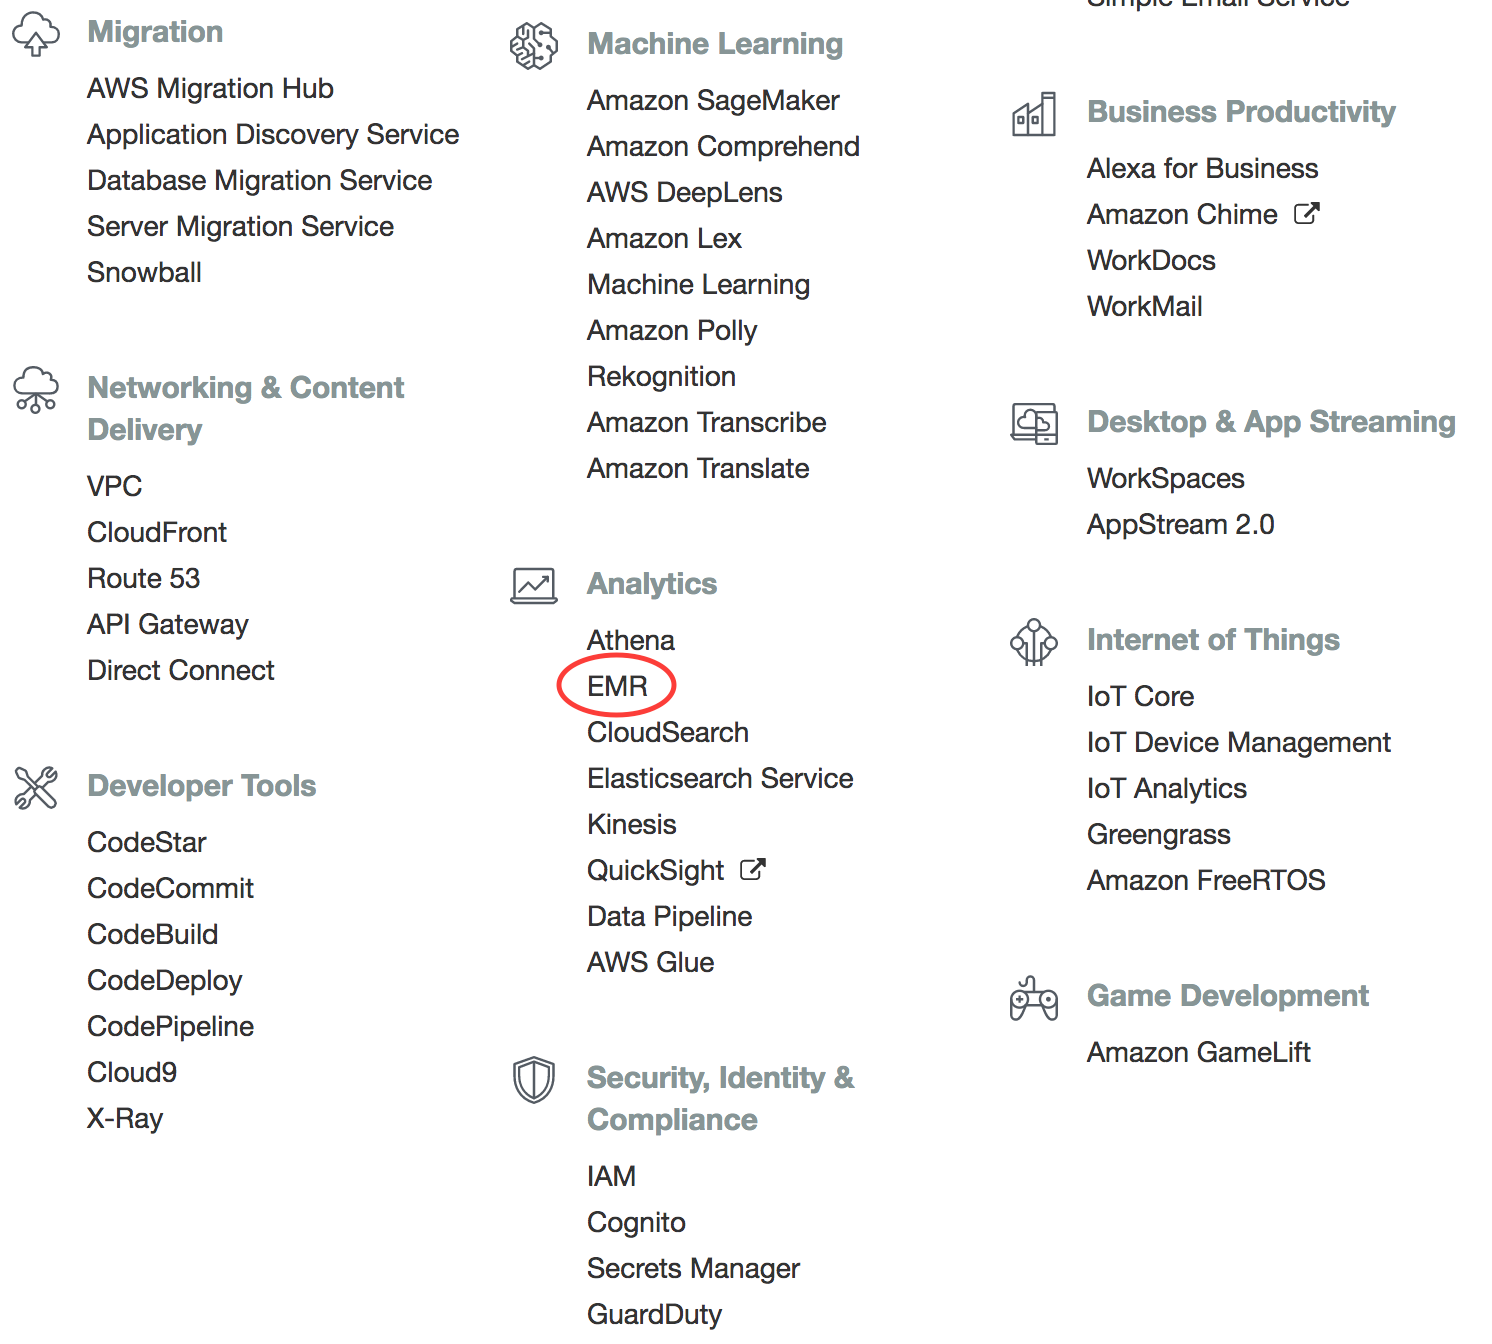 Migration
AWS Migration Hub
Application Discovery Service
Database Migration Service
Server Migration Service
Snowball
Networking & Content
Delivery
VPC
CloudFront
Route 53
API Gateway
Direct Connect
Developer Tools
CodeStar
CodeCommit
CodeBuild
CodeDeploy
CodePipeline
Cloud9
X-Ray
Machine Learning
Amazon SageMaker
Amazon Comprehend
AWS DeepLens
Amazon Lex
Machine Learning
Amazon Polly
Rekognition
Amazon Transcribe
Amazon Translate
Analytics
Athena
EMR
CloudSearch
Elasticsearch Service
Kinesis
QuickSight
Data Pipeline
AWS Glue
Security, Identity &
Compliance
IAM
Cognito
Secrets Manager
GuardDuty
Simple Email Service
Business Productivity
Alexa for Business
Amazon Chime
WorkDocs
WorkMail
Desktop & App Streaming
WorkSpaces
AppStream 2.0
Internet of Things
IoT Core
IoT Device Management
IoT Analytics
Greengrass
Amazon FreeRTOS
Game Development
Amazon GameLift